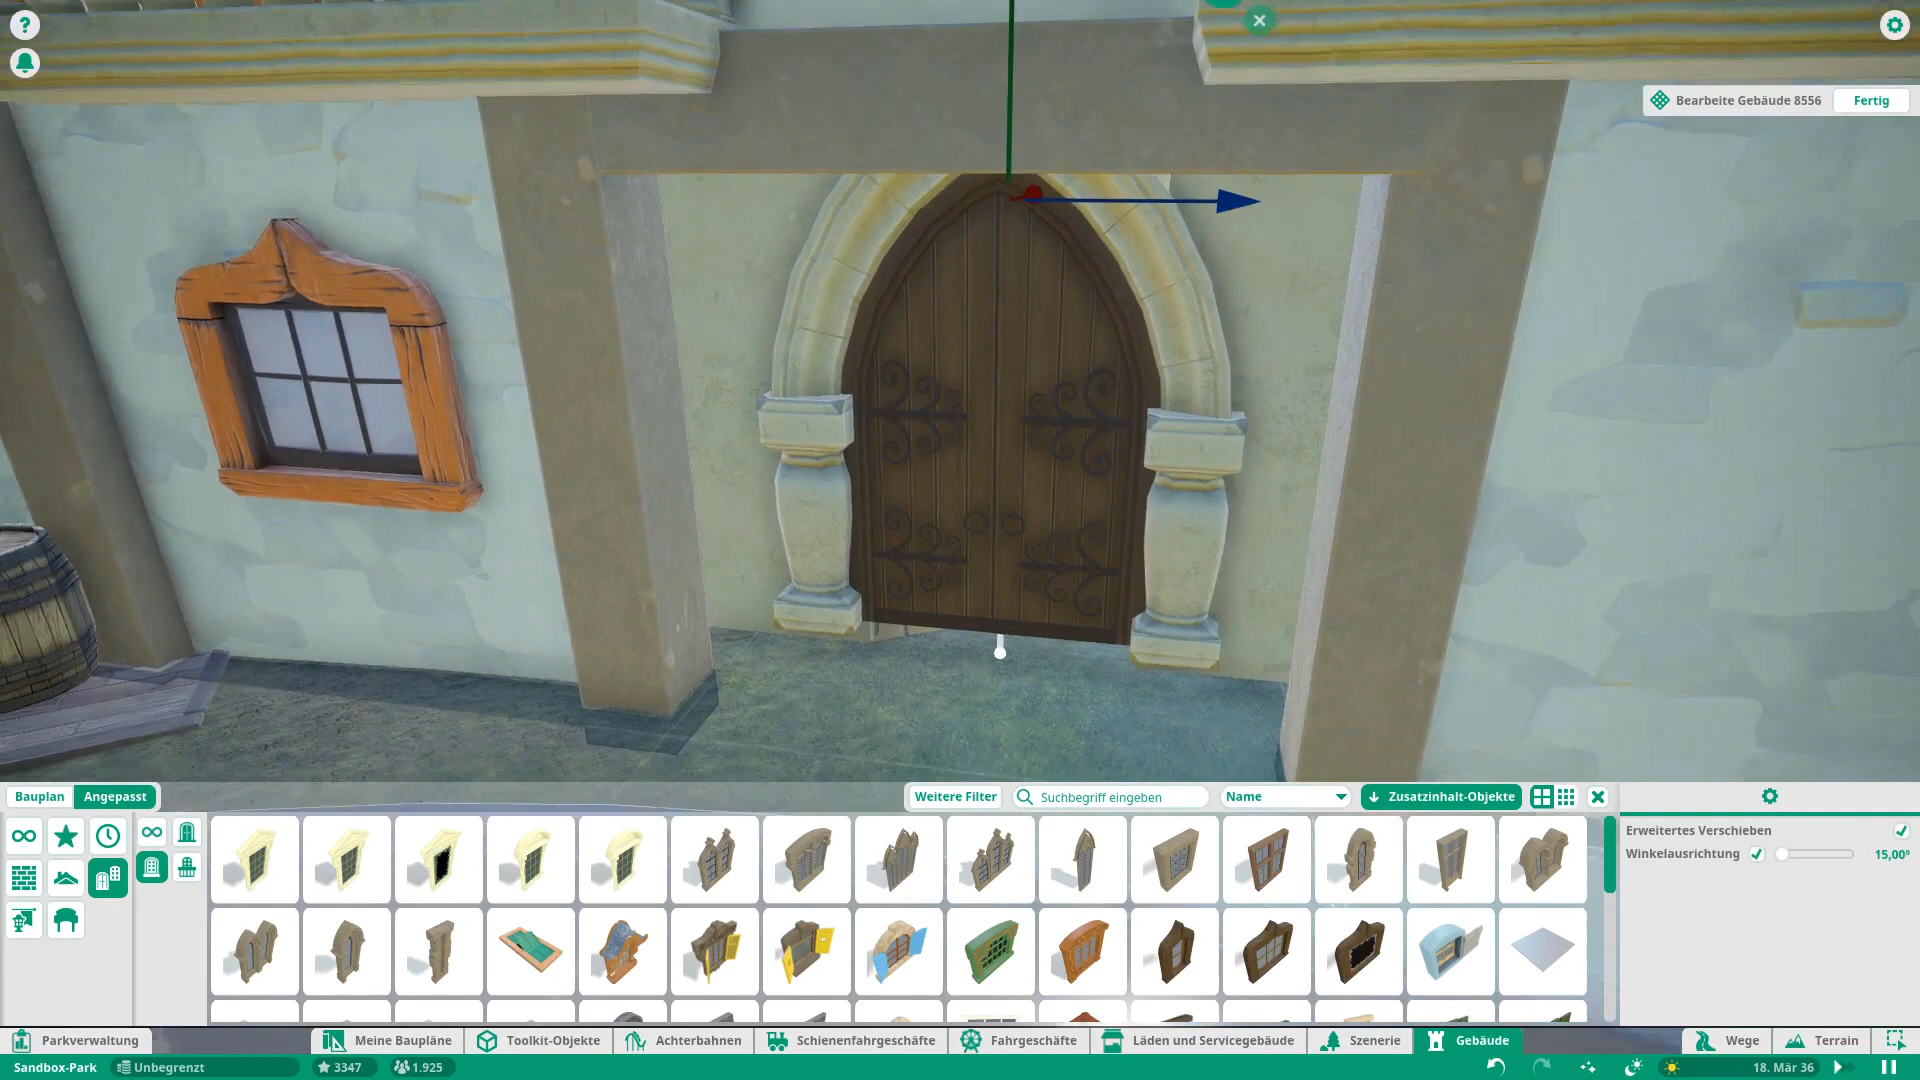 ?
Bearbeite Gebäude 8556
Fertig
Bauplan
Angepasst
Weitere Filter
Suchbegriff eingeben
Name
Zusatzinhalt-Objekte
Erweitertes Verschieben
Winkelausrichtung
15,00°
Parkverwaltung
Meine Baupläne
Toolkit-Objekte
Achterbahnen
Schienenfahrgeschäfte
Fahrgeschäfte
Läden und Servicegebäude
Szenerie
Gebäude
Wege
Terrain
Sandbox-Park
Unbegrenzt
3347
1.925
18. Mär 36